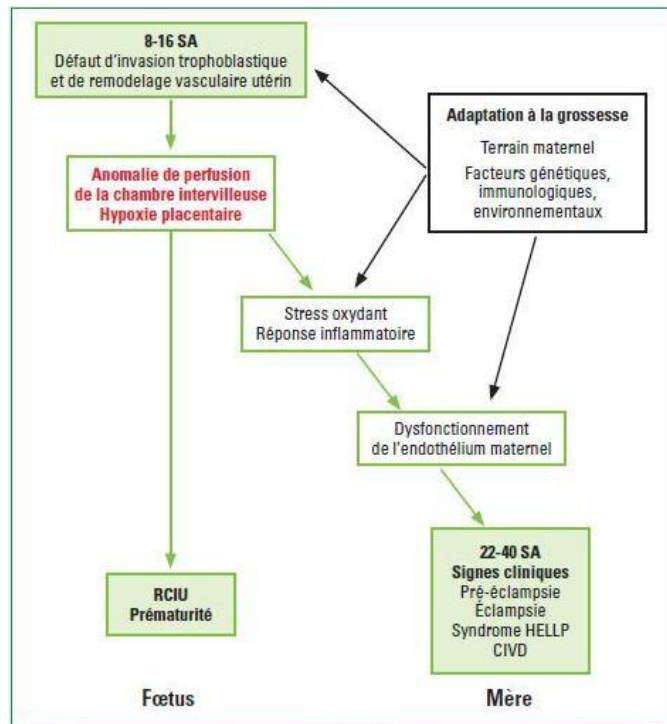 8-16 SA
Défaut d'invasion trophoblastique
et de remodelage vasculaire utérin
Adaptation à la grossesse
Terrain maternel
Facteurs génétiques,
immunologiques,
environnementaux
Anomalie de perfusion
de la chambre intervilleuse
Hypoxie placentaire
Stress oxydant
Réponse inflammatoire
Dysfonctionnement
de l'endothélium maternel
22-40 SA
Signes cliniques
Pré-éclampsie
Éclampsie
Syndrome HELLP
CIVD
RCIU
Prématurité
Fœtus
Mère